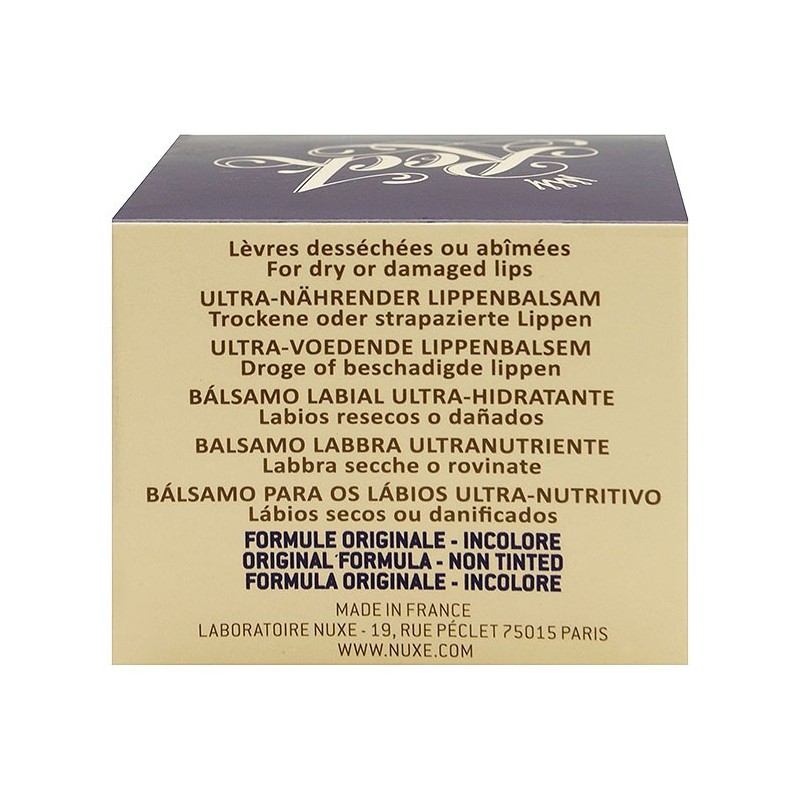 Rock
Lèvres desséchées ou abîmées
For dry or damaged lips
ULTRA-NÄHRENDER LIPPENBALSAM
Trockene oder strapazierte Lippen
ULTRA-VOEDENDE LIPPENBALSEM
Droge of beschadigde lippen
BÁLSAMO LABIAL ULTRA-HIDRATANTE
Labios resecos o dañados
BALSAMO LABBRA ULTRANUTRIENTE
Labbra secche o rovinate
BÁLSAMO PARA OS LÁBIOS ULTRA-NUTRITIVO
Lábios secos ou danificados
FORMULE ORIGINALE - INCOLORE
ORIGINAL FORMULA - NON TINTED
FORMULA ORIGINALE - INCOLORE
MADE IN FRANCE
LABORATOIRE NUXE - 19, RUE PÉCLET 75015 PARIS
WWW.NUXE.COM